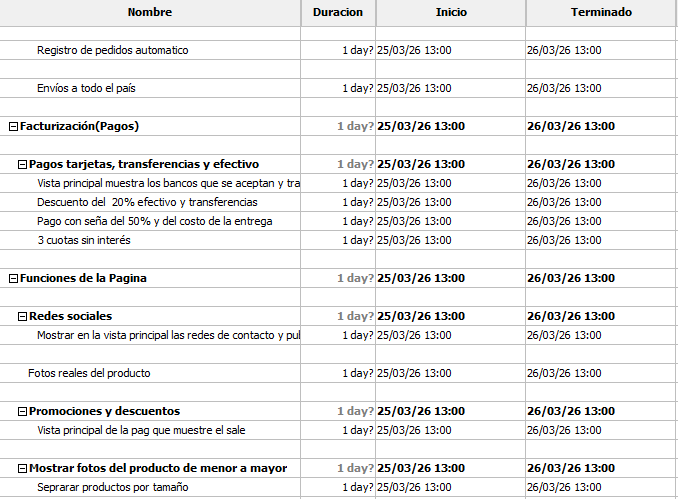 Nombre Duracion Inicio Terminado
Registro de pedidos automatico 1 day? 25/03/26 13:00 26/03/26 13:00
Envíos a todo el país 1 day? 25/03/26 13:00 26/03/26 13:00
Facturización(Pagos) 1 day? 25/03/26 13:00 26/03/26 13:00
Pagos tarjetas, transferencias y efectivo 1 day? 25/03/26 13:00 26/03/26 13:00
Vista principal muestra los bancos que se aceptan y tra 1 day? 25/03/26 13:00 26/03/26 13:00
Descuento del 20% efectivo y transferencias 1 day? 25/03/26 13:00 26/03/26 13:00
Pago con seña del 50% y del costo de la entrega 1 day? 25/03/26 13:00 26/03/26 13:00
3 cuotas sin interés 1 day? 25/03/26 13:00 26/03/26 13:00
Funciones de la Pagina 1 day? 25/03/26 13:00 26/03/26 13:00
Redes sociales 1 day? 25/03/26 13:00 26/03/26 13:00
Mostrar en la vista principal las redes de contacto y pul 1 day? 25/03/26 13:00 26/03/26 13:00
Fotos reales del producto 1 day? 25/03/26 13:00 26/03/26 13:00
Promociones y descuentos 1 day? 25/03/26 13:00 26/03/26 13:00
Vista principal de la pag que muestre el sale 1 day? 25/03/26 13:00 26/03/26 13:00
Mostrar fotos del producto de menor a mayor 1 day? 25/03/26 13:00 26/03/26 13:00
Seprarar productos por tamaño 1 day? 25/03/26 13:00 26/03/26 13:00